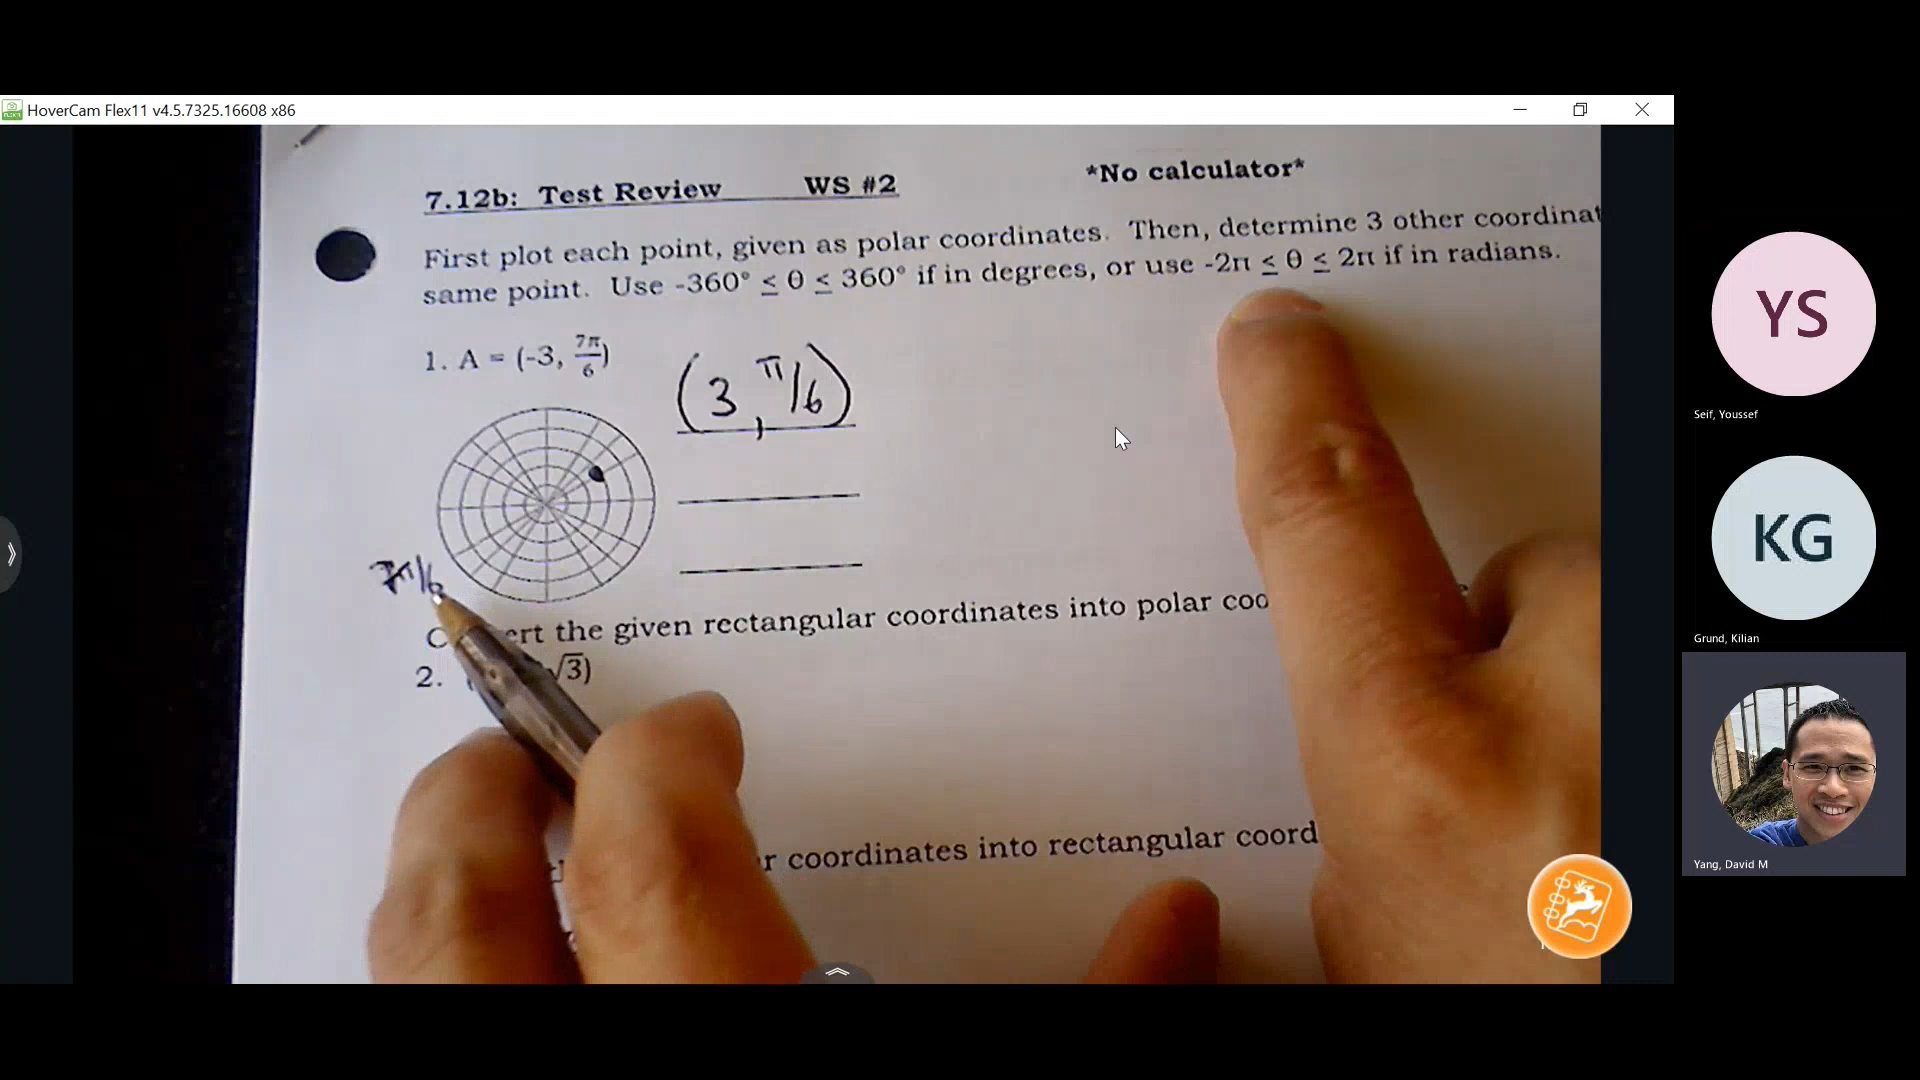 HoverCam Flex11 v4.5.7325.16608 x86
7.12b: Test Review WS #2
*No calculator*
First plot each point, given as polar coordinates. Then, determine 3 other coordinat
same point. Use -360° ≤ θ ≤ 360° if in degrees, or use -2π ≤ θ ≤ 2π if in radians.
1. A = (-3, 7π/6)
(3, π/6)
7π/6
ert the given rectangular coordinates into polar coo
2. √3)
r coordinates into rectangular coord
YS
Seif, Youssef
KG
Grund, Kilian
Yang, David M